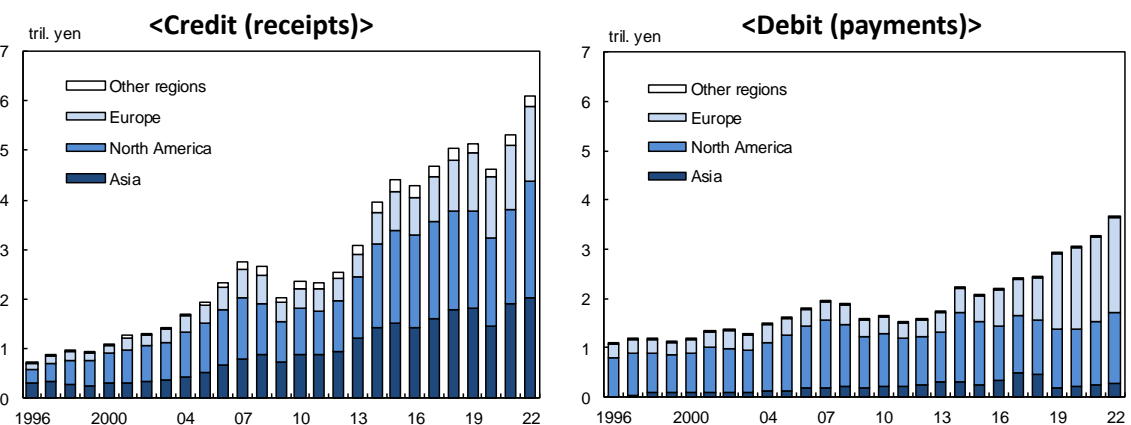 <Credit (receipts)>
tril. yen
7
6
5
4
3
2
1
0
Other regions
Europe
North America
Asia
1996 2000 04 07 10 13 16 19 22
<Debit (payments)>
tril. yen
7
6
5
4
3
2
1
0
Other regions
Europe
North America
Asia
1996 2000 04 07 10 13 16 19 22